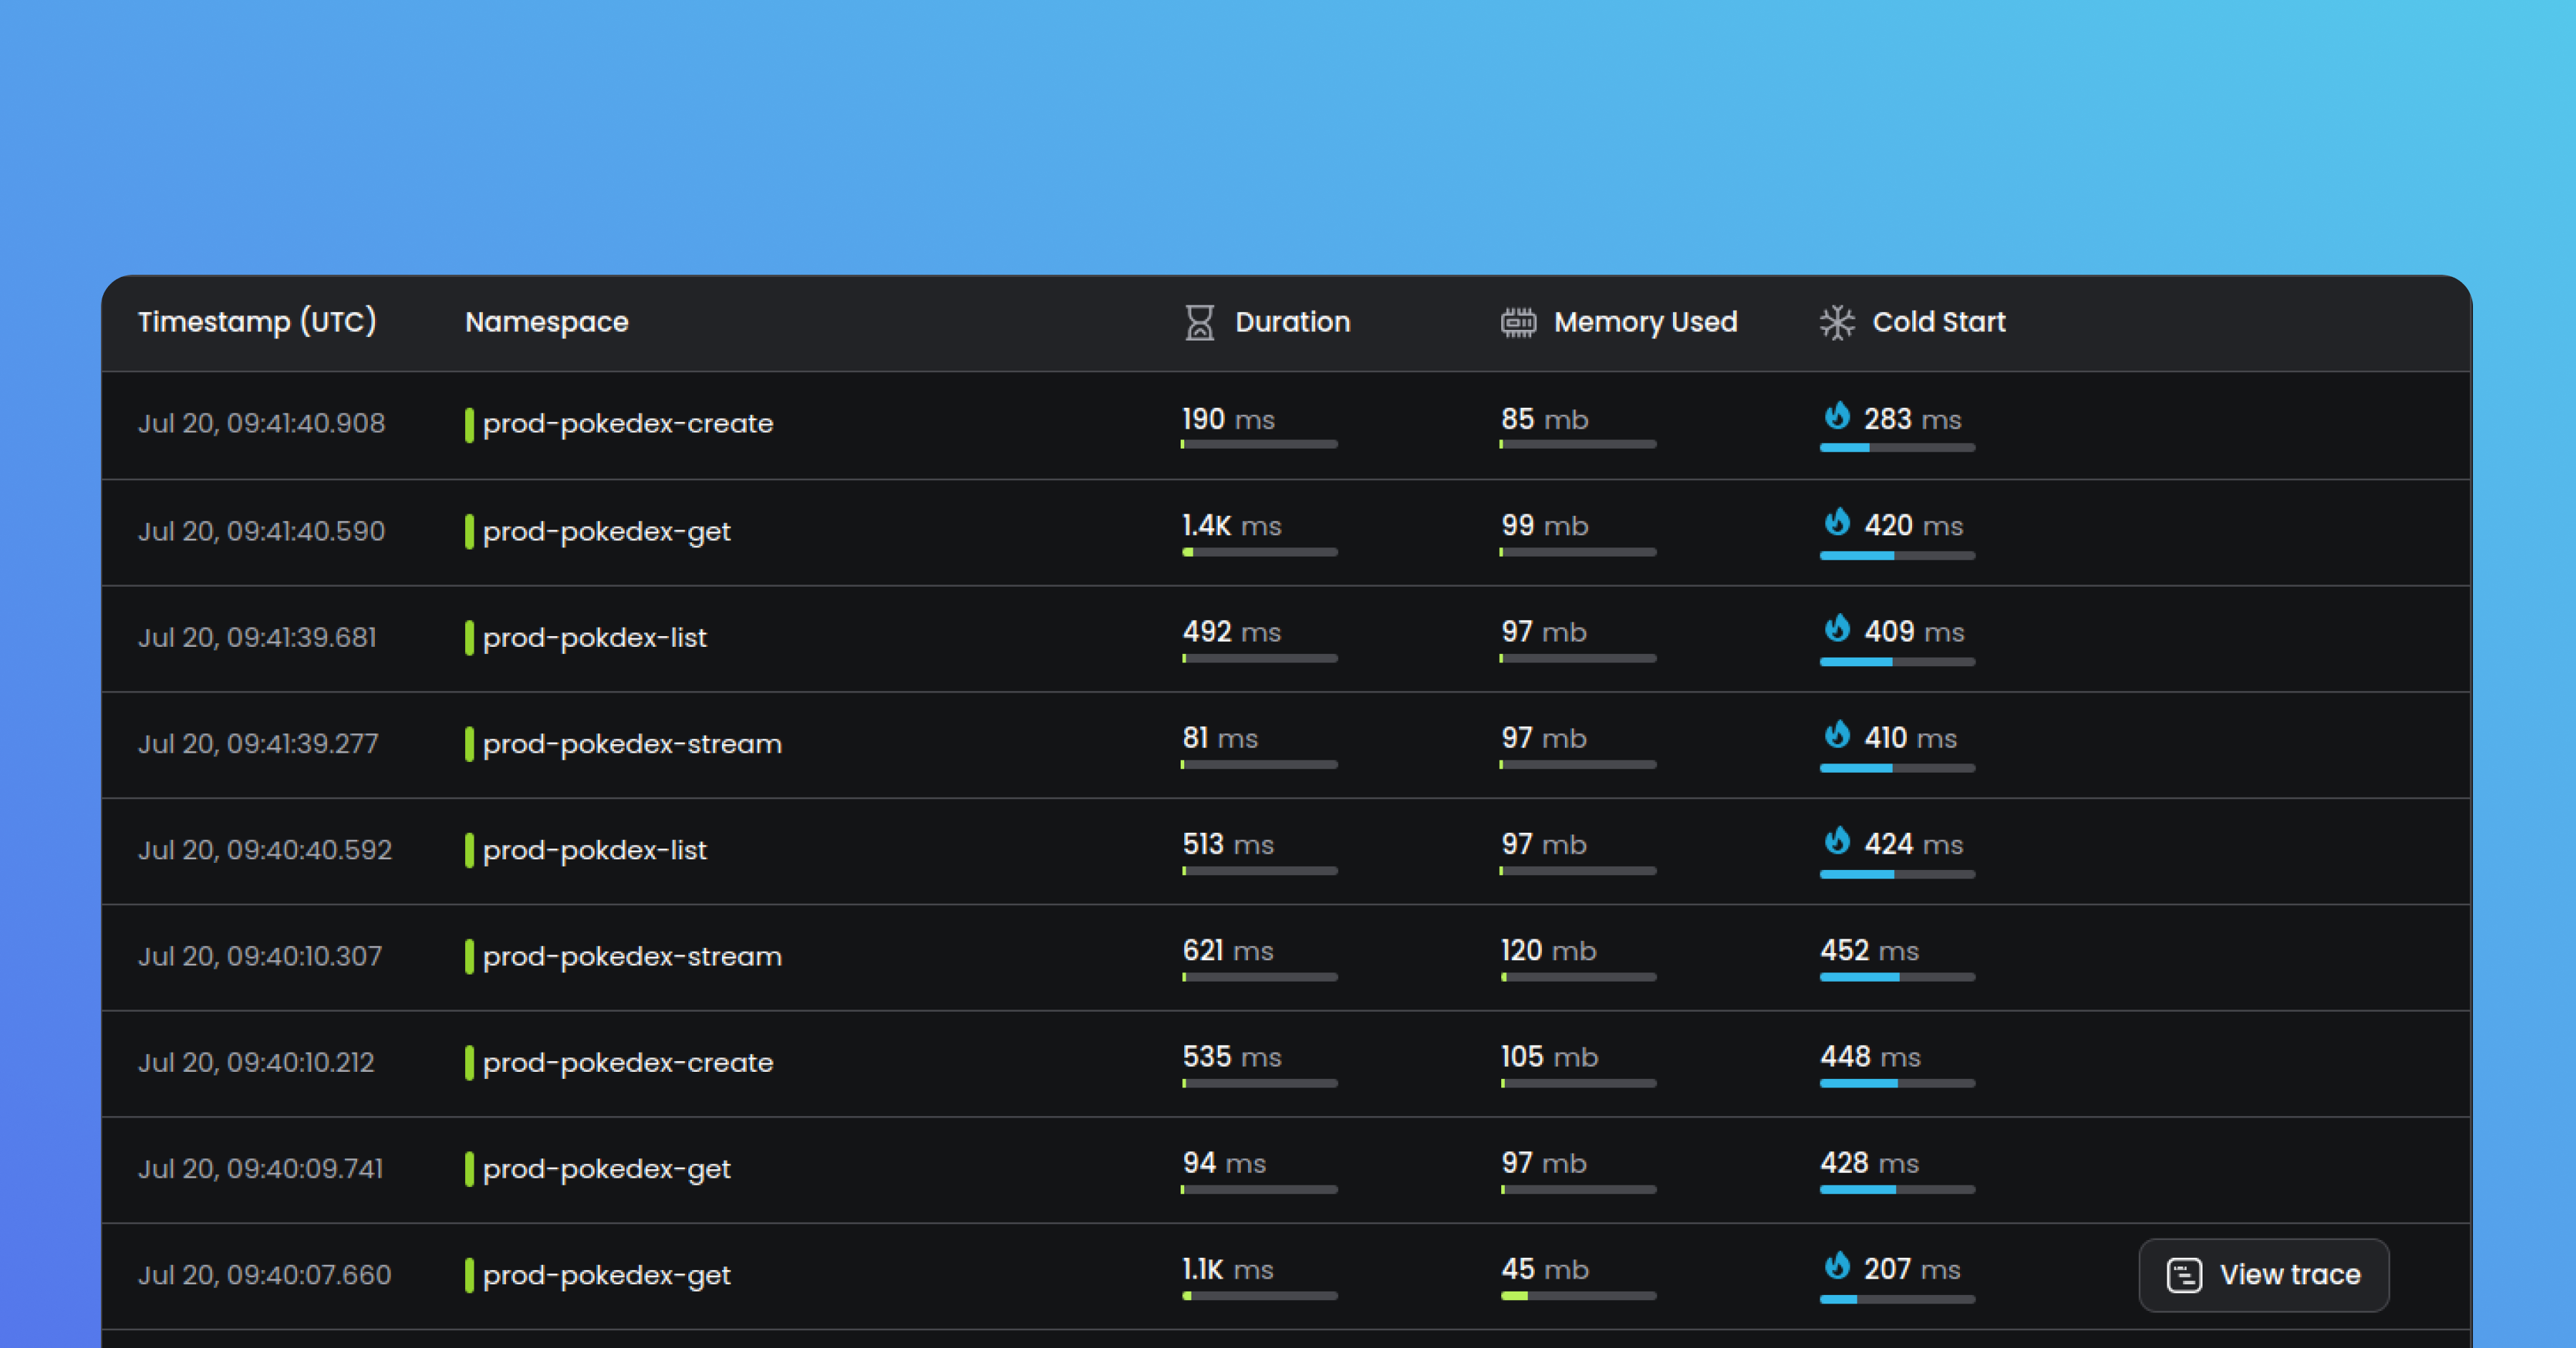 Timestamp (UTC) Namespace Duration Memory Used Cold Start
Jul 20, 09:41:40.908 prod-pokedex-create 190 ms 85 mb 283 ms
Jul 20, 09:41:40.590 prod-pokedex-get 1.4K ms 99 mb 420 ms
Jul 20, 09:41:39.681 prod-pokdex-list 492 ms 97 mb 409 ms
Jul 20, 09:41:39.277 prod-pokedex-stream 81 ms 97 mb 410 ms
Jul 20, 09:40:40.592 prod-pokdex-list 513 ms 97 mb 424 ms
Jul 20, 09:40:10.307 prod-pokedex-stream 621 ms 120 mb 452 ms
Jul 20, 09:40:10.212 prod-pokedex-create 535 ms 105 mb 448 ms
Jul 20, 09:40:09.741 prod-pokedex-get 94 ms 97 mb 428 ms
Jul 20, 09:40:07.660 prod-pokedex-get 1.1K ms 45 mb 207 ms View trace